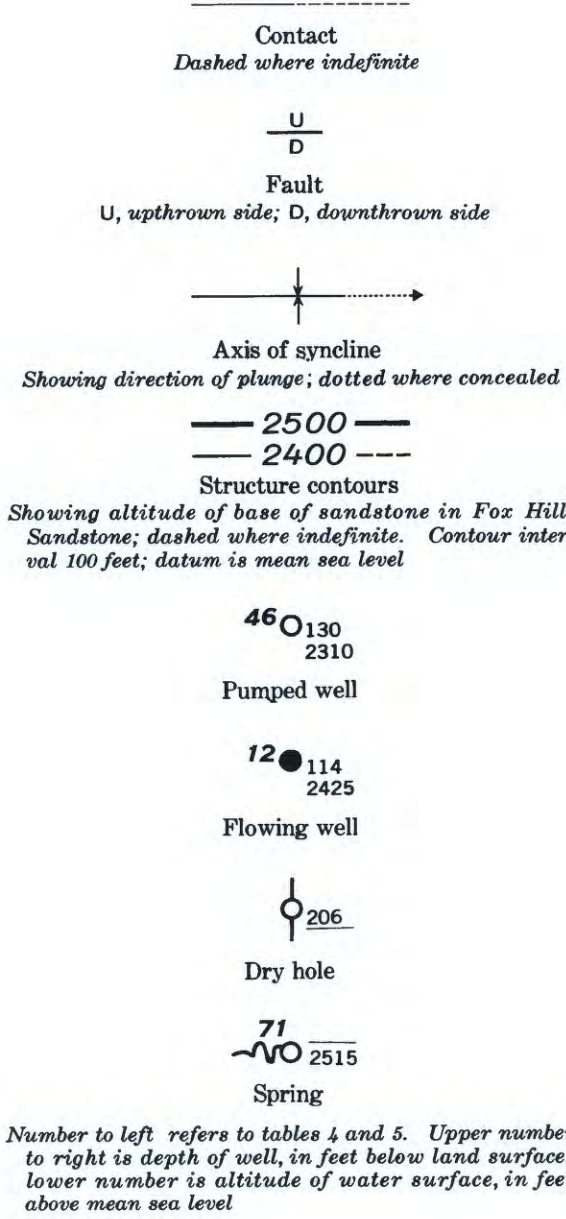 Contact
Dashed where indefinite
U
D
Fault
U, upthrown side; D, downthrown side
Axis of syncline
Showing direction of plunge; dotted where concealed
2500
2400
Structure contours
Showing altitude of base of sandstone in Fox Hill
Sandstone; dashed where indefinite. Contour inter
val 100 feet; datum is mean sea level
46 130
2310
Pumped well
12 114
2425
Flowing well
206
Dry hole
71
2515
Spring
Number to left refers to tables 4 and 5. Upper number
to right is depth of well, in feet below land surface
lower number is altitude of water surface, in fee
above mean sea level